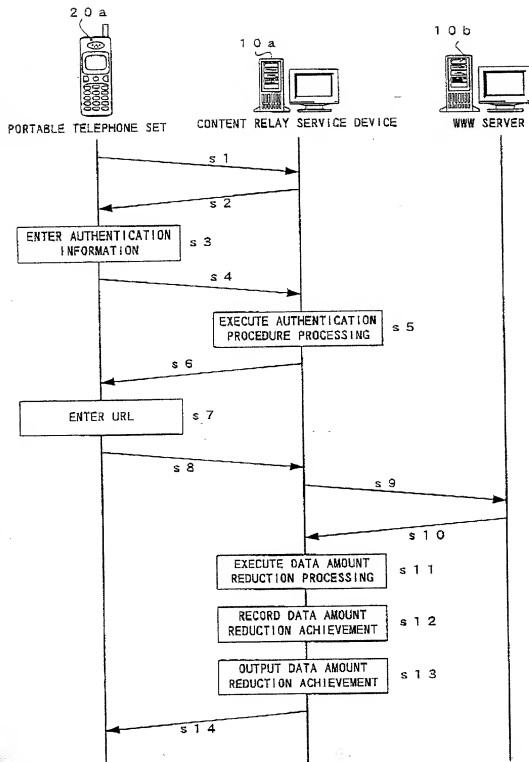 20a
10a
10b
PORTABLE TELEPHONE SET
CONTENT RELAY SERVICE DEVICE
WWW SERVER
s1
s2
ENTER AUTHENTICATION
INFORMATION
s3
s4
EXECUTE AUTHENTICATION
PROCEDURE PROCESSING
s5
s6
ENTER URL
s7
s8
s9
s10
EXECUTE DATA AMOUNT
REDUCTION PROCESSING
s11
RECORD DATA AMOUNT
REDUCTION ACHIEVEMENT
s12
OUTPUT DATA AMOUNT
REDUCTION ACHIEVEMENT
s13
s14